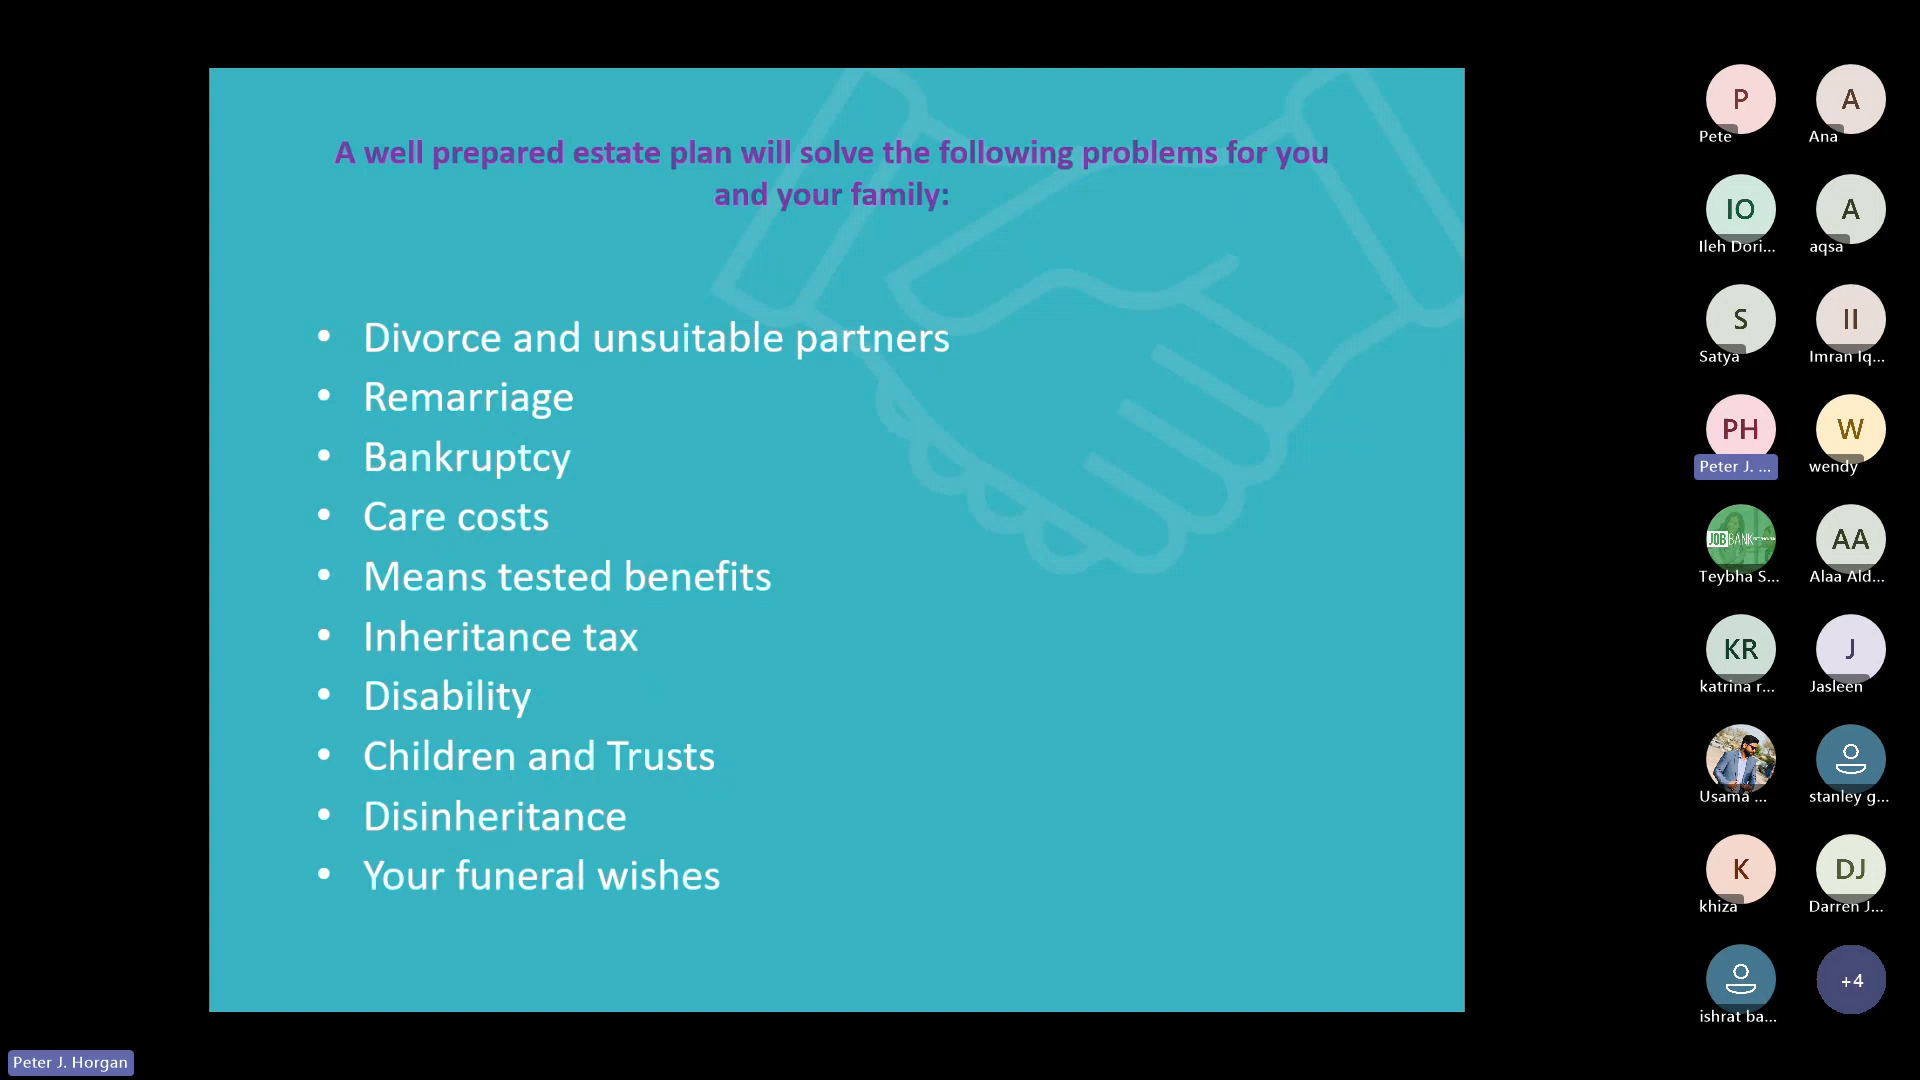 A well prepared estate plan will solve the following problems for you
and your family:
• Divorce and unsuitable partners
• Remarriage
• Bankruptcy
• Care costs
• Means tested benefits
• Inheritance tax
• Disability
• Children and Trusts
• Disinheritance
• Your funeral wishes
P
Pete
A
Ana
IO
Ileh Dori...
A
aqsa
S
Satya
II
Imran Iq...
PH
Peter J. ...
W
wendy
JOBBANK
Teybha S...
AA
Alaa Ald...
KR
katrina r...
J
Jasleen
Usama ...
stanley g...
K
khiza
DJ
Darren J...
ishrat ba...
+4
Peter J. Horgan